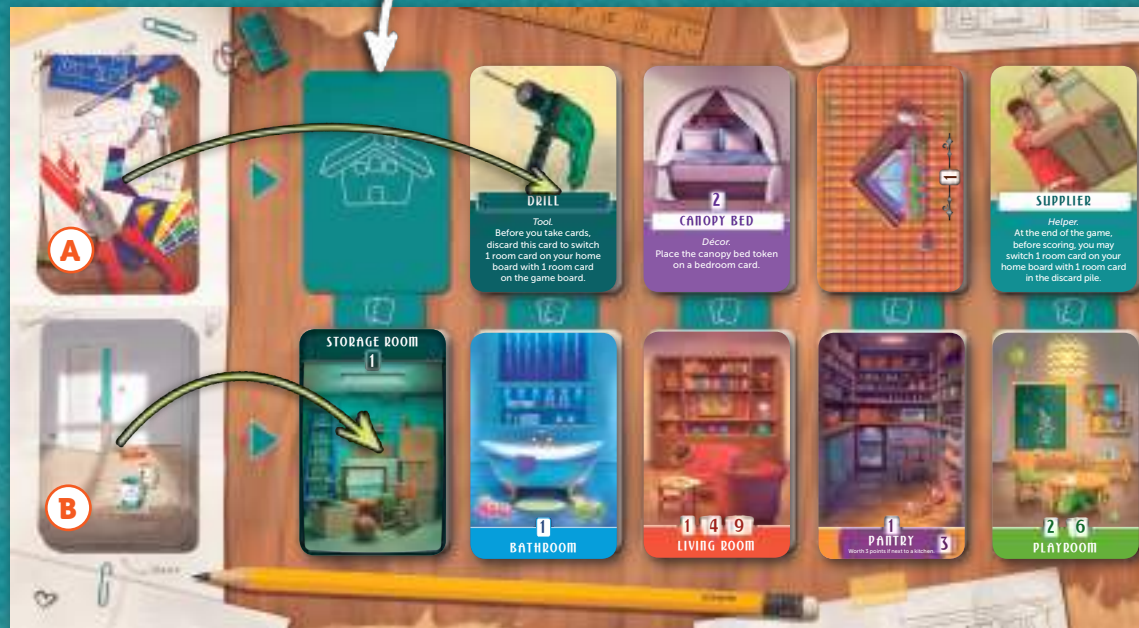 A
DRILL
Tool.
Before you take cards,
discard this card to switch
1 room card on your home
board with 1 room card
on the game board.
2
CANOPY BED
Décor.
Place the canopy bed token
on a bedroom card.
1
SUPPLIER
Helper.
At the end of the game,
before scoring, you may
switch 1 room card on your
home board with 1 room card
in the discard pile.
B
STORAGE ROOM
1
1
BATHROOM
1 4 9
LIVING ROOM
1
PANTRY
Worth 3 points if next to a kitchen.
3
2 6
PLAYROOM